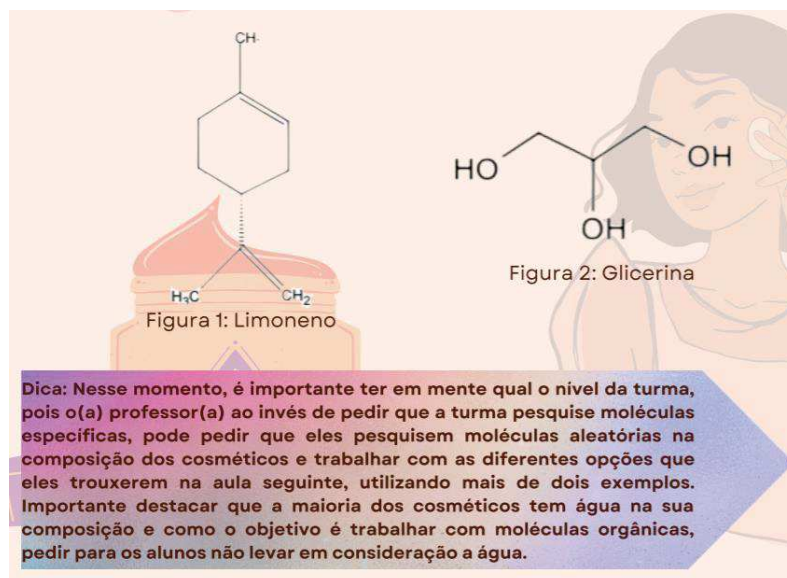 CH
HO
OH
OH
Figura 2: Glicerina
H₃C
CH₂
Figura 1: Limoneno
Dica: Nesse momento, é importante ter em mente qual o nível da turma,
pois o(a) professor(a) ao invés de pedir que a turma pesquise moléculas
específicas, pode pedir que eles pesquisem moléculas aleatórias na
composição dos cosméticos e trabalhar com as diferentes opções que
eles trouxerem na aula seguinte, utilizando mais de dois exemplos.
Importante destacar que a maioria dos cosméticos tem água na sua
composição e como o objetivo é trabalhar com moléculas orgânicas,
pedir para os alunos não levar em consideração a água.